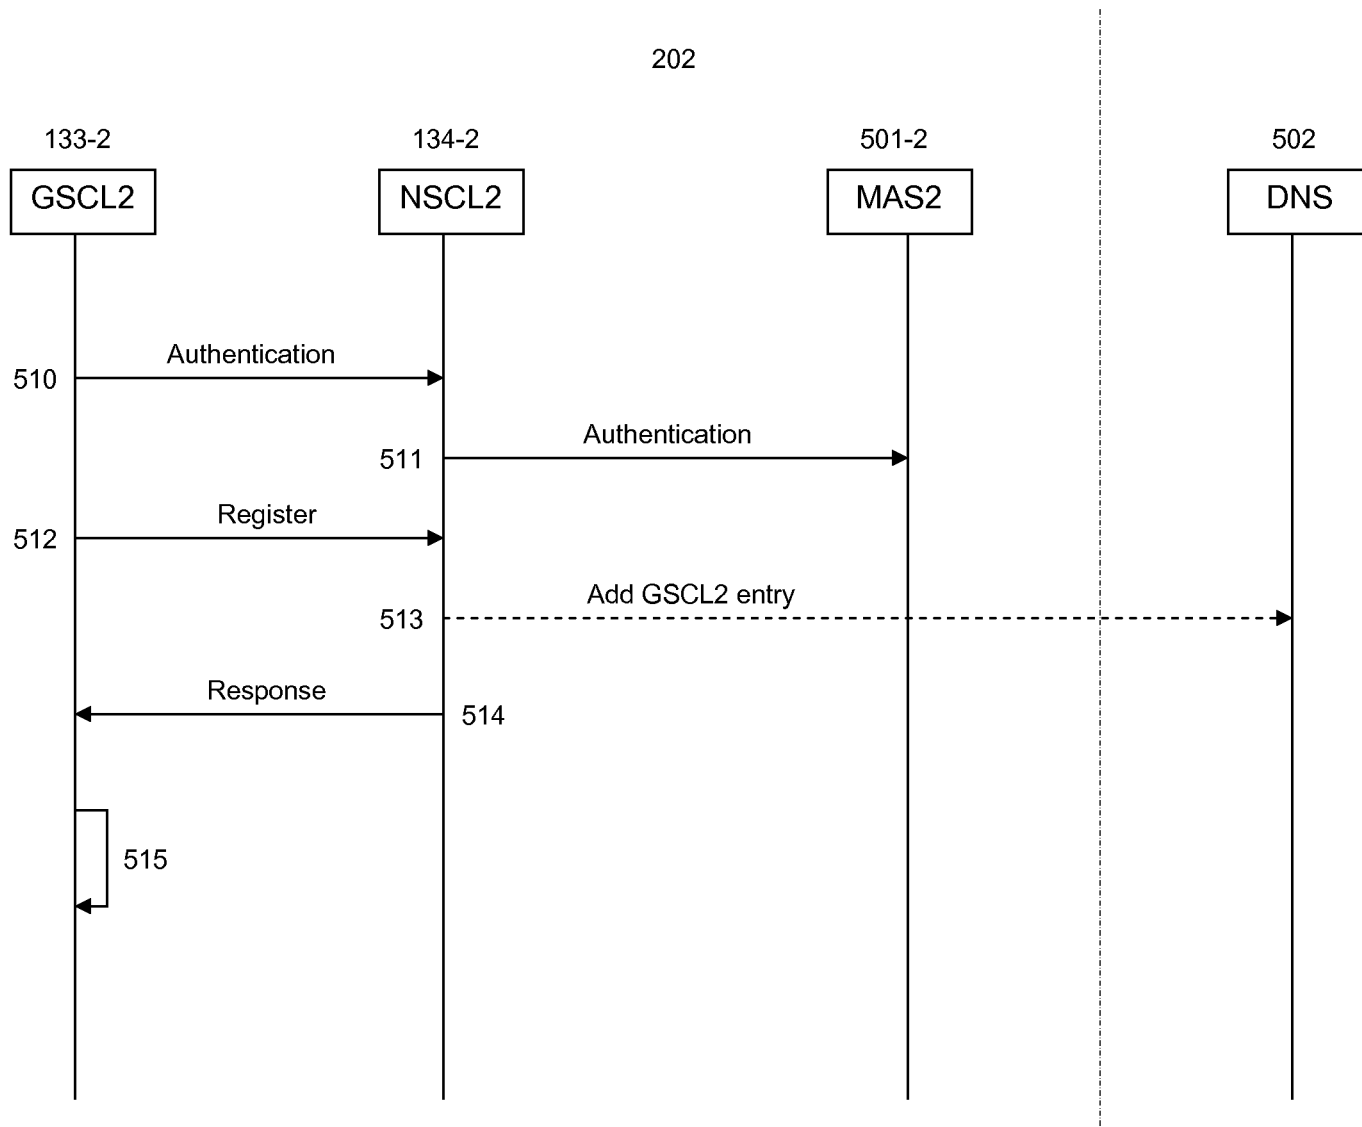 202
133-2 134-2 501-2 502
GSCL2 NSCL2 MAS2 DNS
Authentication
510
Authentication
511
Register
512
Add GSCL2 entry
513
Response
514
515